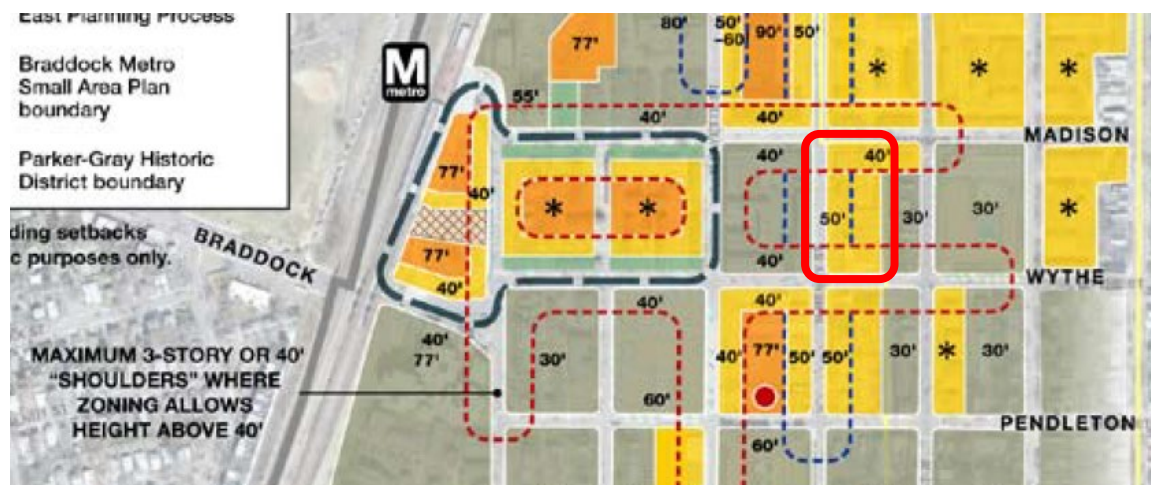 East Planning Process
Braddock Metro
Small Area Plan
boundary
Parker-Gray Historic
District boundary
ding setbacks
c purposes only.
BRADDOCK
M
metro
77'
80'
50'
-60
90'
50'
*
*
*
55'
40'
40'
MADISON
77'
40'
*
*
40'
40'
50'
30'
30'
*
77'
40'
40'
WYTHE
40'
40'
40'
77'
MAXIMUM 3-STORY OR 40'
"SHOULDERS" WHERE
ZONING ALLOWS
HEIGHT ABOVE 40'
30'
60'
40'
77'
50'
50'
30'
*
30'
PENDLETON
60'